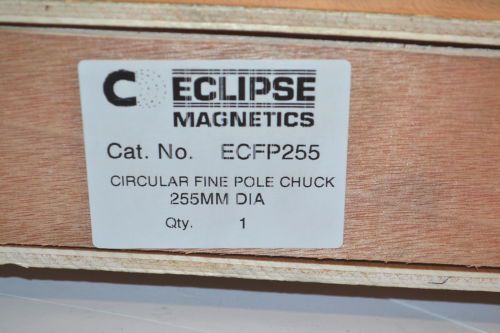 ECLIPSE
MAGNETICS
Cat. No. ECFP255
CIRCULAR FINE POLE CHUCK
255MM DIA
Qty. 1